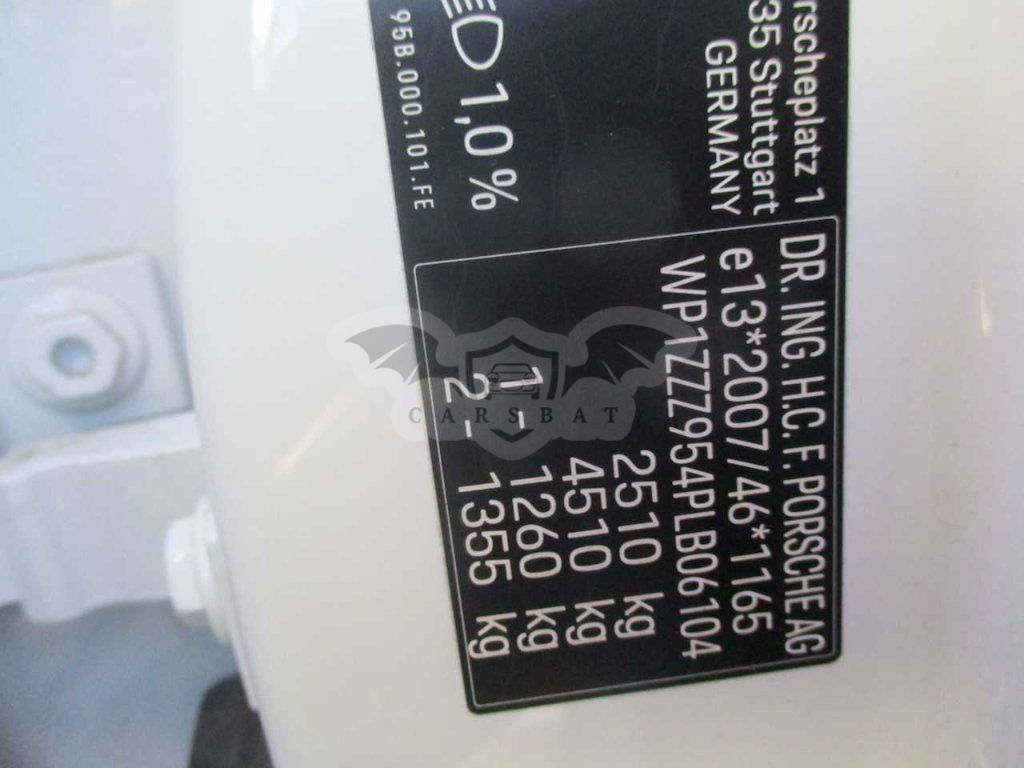 rscheplatz 1
35 Stuttgart
GERMANY
1,0%
95B.000.101.FE
DR. ING. H.C. F. PORSCHE AG
e13*2007/46*1165
WP1ZZZ954PLB06104
2510 kg
4510 kg
1- 1260 kg
2- 1355 kg
CARSBAT